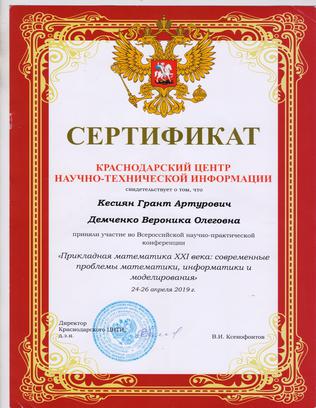 СЕРТИФИКАТ
КРАСНОДАРСКИЙ ЦЕНТР
НАУЧНО-ТЕХНИЧЕСКОЙ ИНФОРМАЦИИ
свидетельствует о том, что
Кесиян Грант Артурович
Демченко Вероника Олеговна
приняли участие во Всероссийской научно-практической
конференции
«Прикладная математика XXI века: современные
проблемы математики, информатики и
моделирования»
24-26 апреля 2019 г.
Директор
Краснодарского ЦНТИ,
д.э.н.
В.И. Ксенофонтов